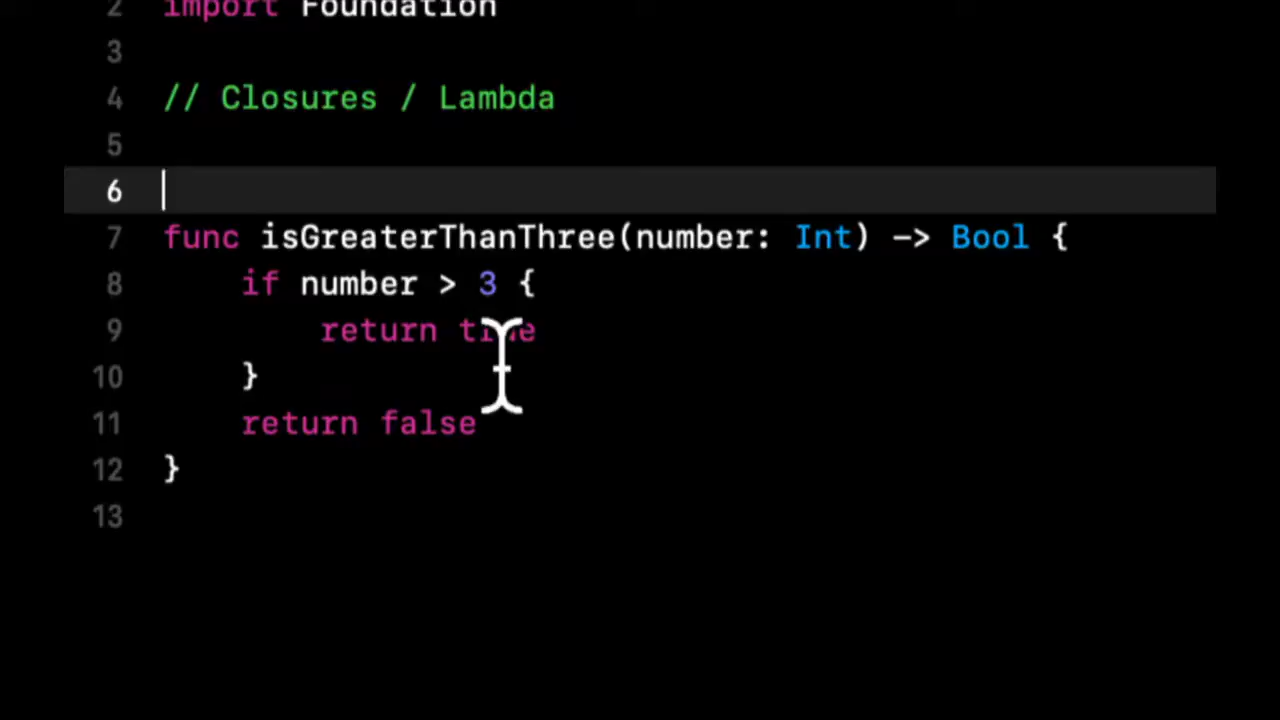 2 import Foundation
3
4 // Closures / Lambda
5
6
7 func isGreaterThanThree(number: Int) -> Bool {
8 if number > 3 {
9 return true
10 }
11 return false
12 }
13